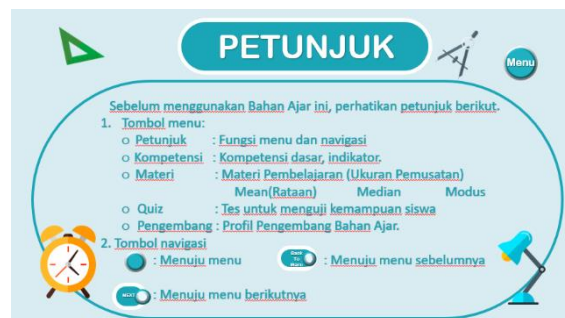 PETUNJUK
Menu
Sebelum menggunakan Bahan Ajar ini, perhatikan petunjuk berikut.
1. Tombol menu:
o Petunjuk : Fungsi menu dan navigasi
o Kompetensi : Kompetensi dasar, indikator.
o Materi : Materi Pembelajaran (Ukuran Pemusatan)
Mean(Rataan) Median Modus
o Quiz : Tes untuk menguji kemampuan siswa
o Pengembang : Profil Pengembang Bahan Ajar.
2. Tombol navigasi
: Menuju menu
: Menuju menu sebelumnya
NEXT : Menuju menu berikutnya